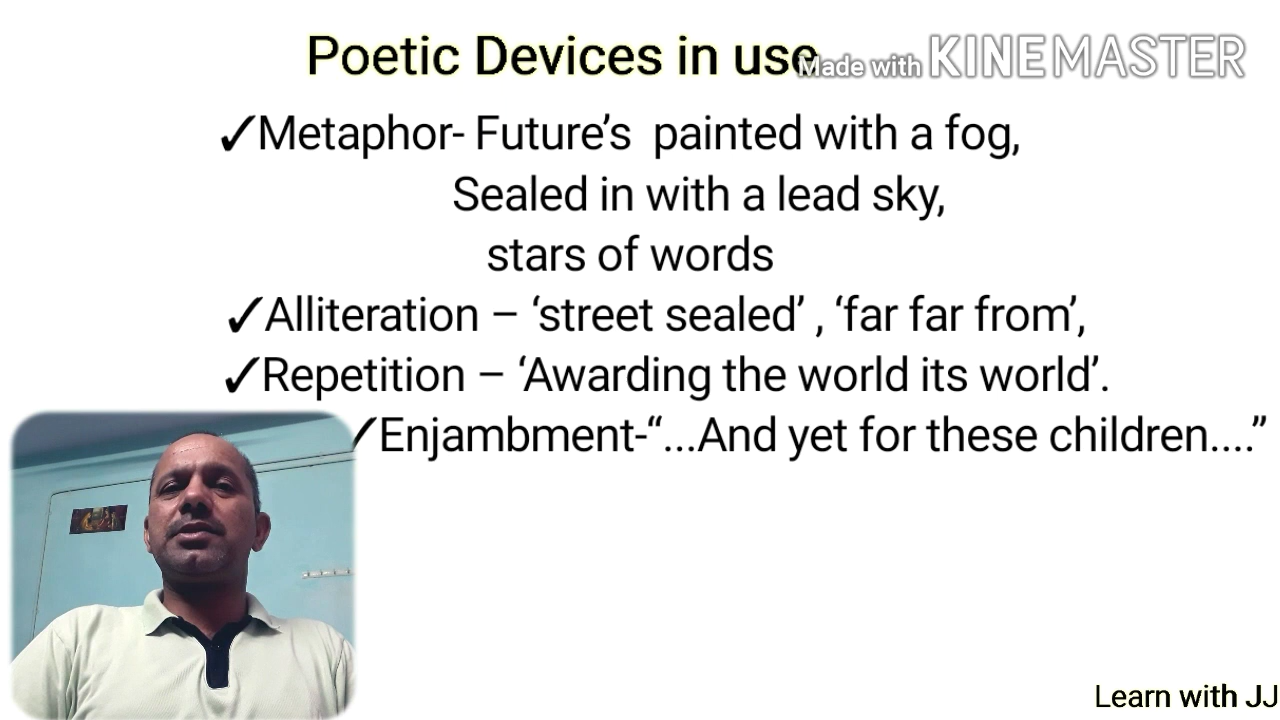 Poetic Devices in use
Made with KINEMASTER
✓Metaphor- Future’s painted with a fog,
Sealed in with a lead sky,
stars of words
✓Alliteration – ‘street sealed’ , ‘far far from’,
✓Repetition – ‘Awarding the world its world’.
✓Enjambment-“...And yet for these children....”
Learn with JJ